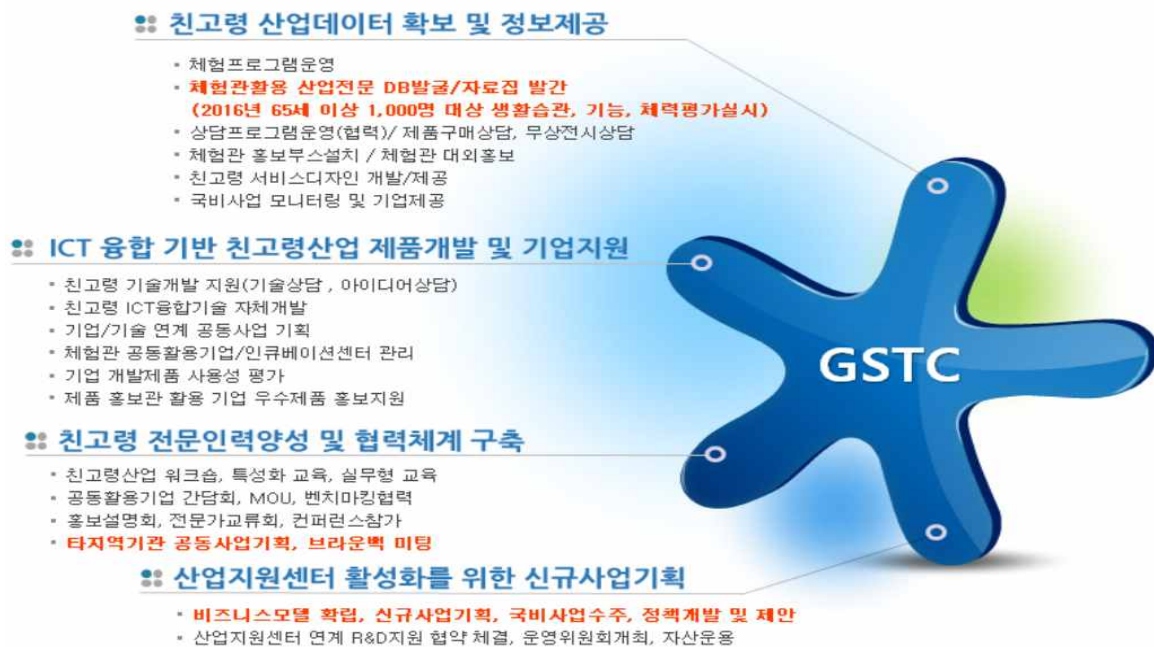 친고령 산업데이터 확보 및 정보제공
▪ 체험프로그램운영
▪ 체험관활용 산업전문 DB발굴/자료집 발간
(2016년 65세 이상 1,000명 대상 생활습관, 기능, 체력평가실시)
▪ 상담프로그램운영(협력)/ 제품구매상담, 무상전시상담
▪ 체험관 홍보부스설치 / 체험관 대외홍보
▪ 친고령 서비스디자인 개발/제공
▪ 국비사업 모니터링 및 기업제공
ICT 융합 기반 친고령산업 제품개발 및 기업지원
▪ 친고령 기술개발 지원(기술상담 , 아이디어상담)
▪ 친고령 ICT융합기술 자체개발
▪ 기업/기술 연계 공동사업 기획
▪ 체험관 공동활용기업/인큐베이션센터 관리
▪ 기업 개발제품 사용성 평가
▪ 제품 홍보관 활용 기업 우수제품 홍보지원
GSTC
친고령 전문인력양성 및 협력체계 구축
▪ 친고령산업 워크숍, 특성화 교육, 실무형 교육
▪ 공동활용기업 간담회, MOU, 벤치마킹협력
▪ 홍보설명회, 전문가교류회, 컨퍼런스참가
▪ 타지역기관 공동사업기획, 브라운백 미팅
산업지원센터 활성화를 위한 신규사업기획
▪ 비즈니스모델 확립, 신규사업기획, 국비사업수주, 정책개발 및 제안
▪ 산업지원센터 연계 R&D지원 협약 체결, 운영위원회개최, 자산운용